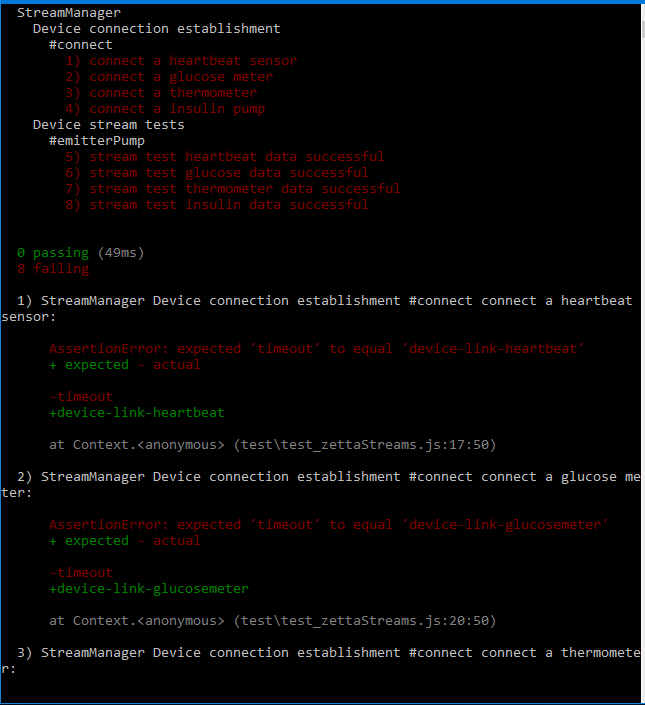 StreamManager
Device connection establishment
#connect
1) connect a heartbeat sensor
2) connect a glucose meter
3) connect a thermometer
4) connect a insulin pump
Device stream tests
#emitterPump
5) stream test heartbeat data successful
6) stream test glucose data successful
7) stream test thermometer data successful
8) stream test insulin data successful
0 passing (49ms)
8 failing
1) StreamManager Device connection establishment #connect connect a heartbeat
sensor:
AssertionError: expected 'timeout' to equal 'device-link-heartbeat'
+ expected - actual
-timeout
+device-link-heartbeat
at Context.<anonymous> (test\test_zettaStreams.js:17:50)
2) StreamManager Device connection establishment #connect connect a glucose me
ter:
AssertionError: expected 'timeout' to equal 'device-link-glucosemeter'
+ expected - actual
-timeout
+device-link-glucosemeter
at Context.<anonymous> (test\test_zettaStreams.js:20:50)
3) StreamManager Device connection establishment #connect connect a thermomete
r: